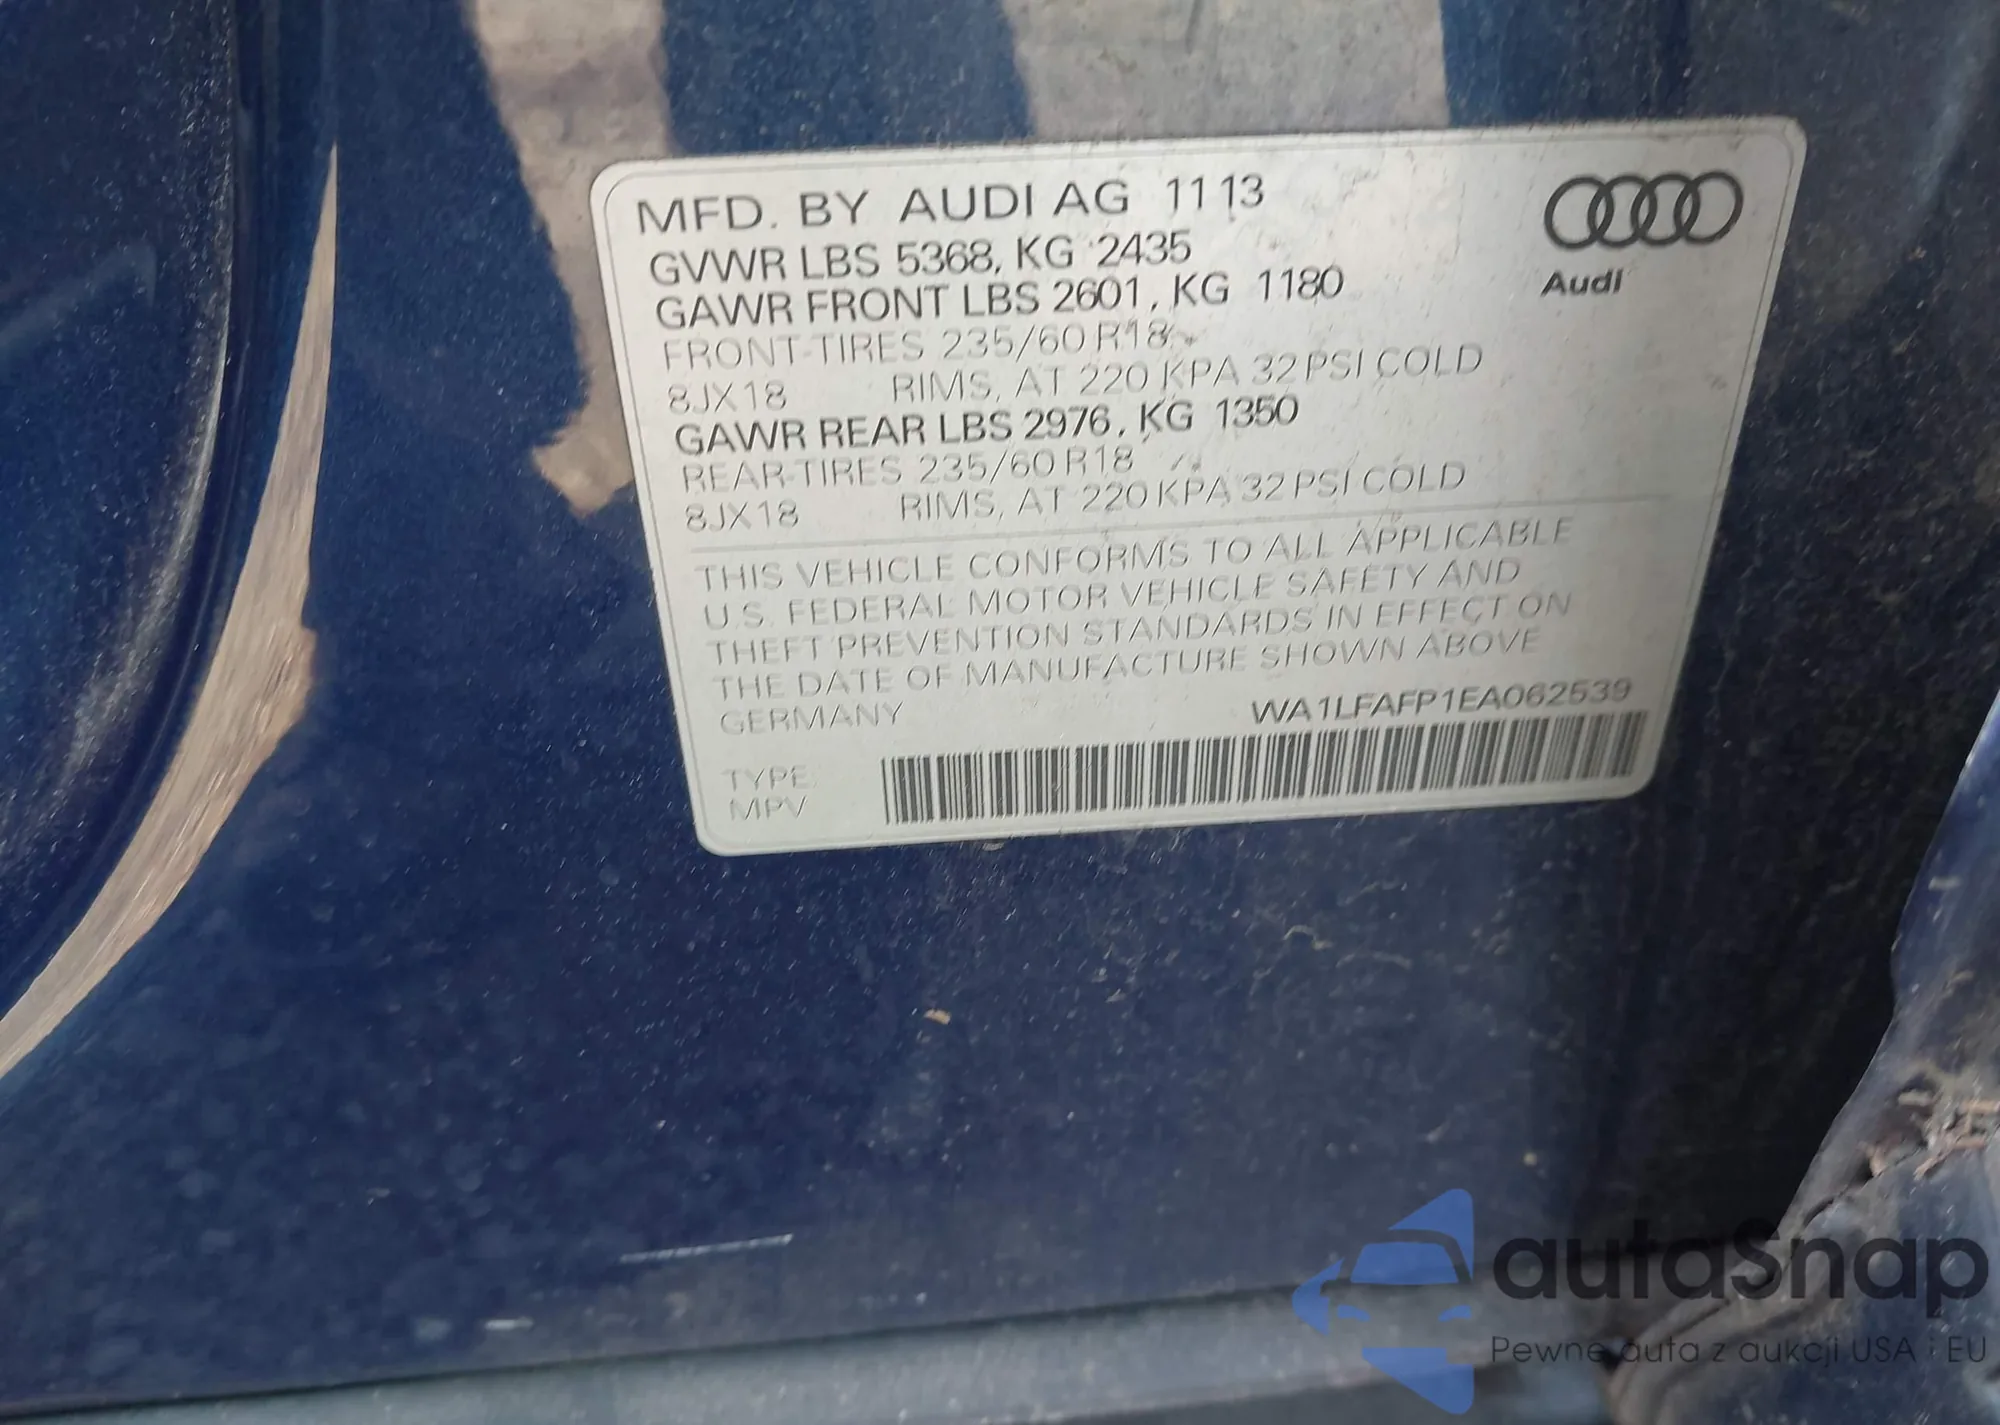 MFD. BY AUDI AG 11 13
GVWR LBS 5368, KG 2435
GAWR FRONT LBS 2601, KG 1180
FRONT-TIRES 235/60 R18
8JX18 RIMS, AT 220 KPA 32 PSI COLD
GAWR REAR LBS 2976, KG 1350
REAR-TIRES 235/60 R18
8JX18 RIMS, AT 220 KPA 32 PSI COLD
Audi
THIS VEHICLE CONFORMS TO ALL APPLICABLE
U.S. FEDERAL MOTOR VEHICLE SAFETY AND
THEFT PREVENTION STANDARDS IN EFFECT ON
THE DATE OF MANUFACTURE SHOWN ABOVE
GERMANY WA1LFAFP1EA062539
TYPE
MPV
autaSnap
Pewne auta z aukcji USA i EU